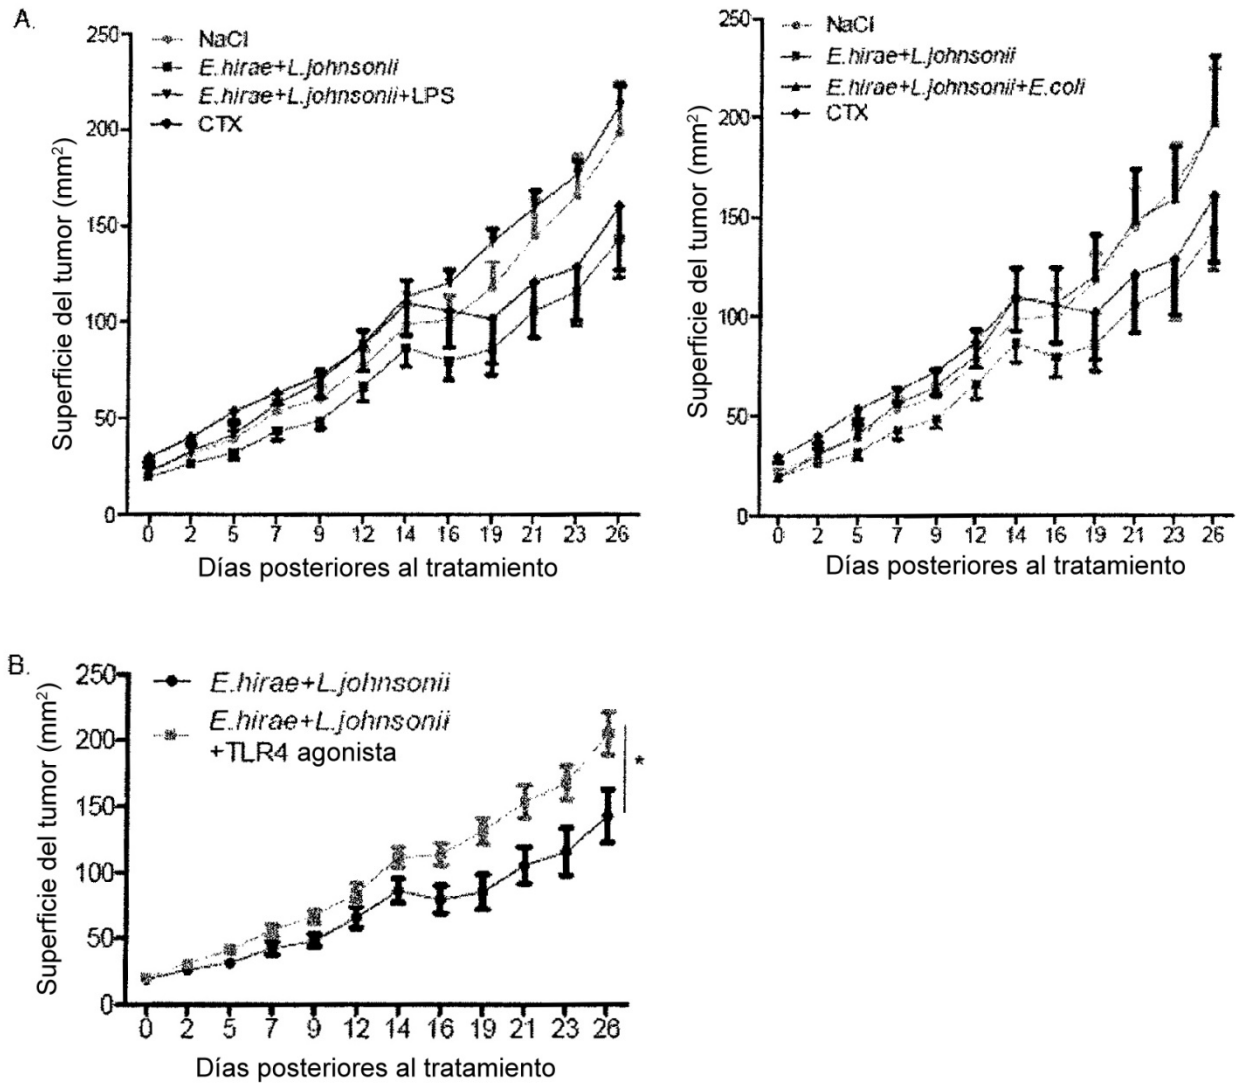 A.
NaCl
E.hirae+L.johnsonii
E.hirae+L.johnsonii+LPS
CTX
Superficie del tumor (mm²)
250
200
150
100
50
0
0 2 5 7 9 12 14 16 19 21 23 26
Días posteriores al tratamiento
NaCl
E.hirae+L.johnsonii
E.hirae+L.johnsonii+E.coli
CTX
Superficie del tumor (mm²)
250
200
150
100
50
0
0 2 5 7 9 12 14 16 19 21 23 26
Días posteriores al tratamiento
B.
E.hirae+L.johnsonii
E.hirae+L.johnsonii
+TLR4 agonista
Superficie del tumor (mm²)
250
200
150
100
50
0
*
0 2 5 7 9 12 14 16 19 21 23 26
Días posteriores al tratamiento